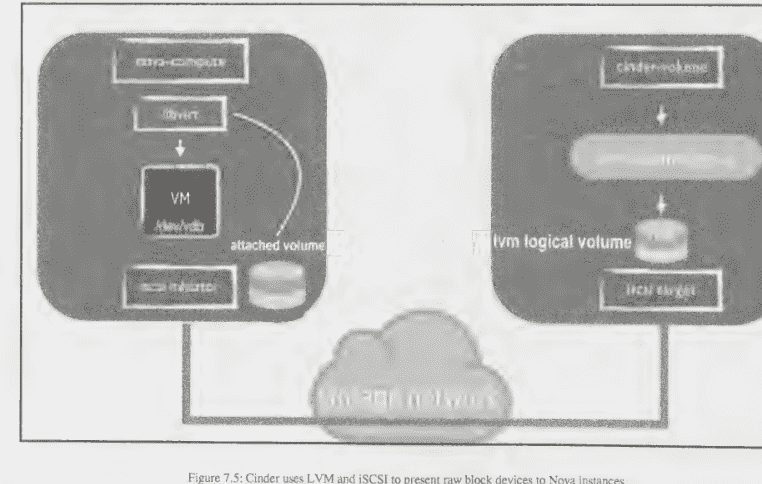 nova-compute
libvirt
VM
/dev/vdb
attached volume
iscsi initiator
cinder-volume
lvm logical volume
iscsi target
Figure 7.5: Cinder uses LVM and iSCSI to present raw block devices to Nova instances